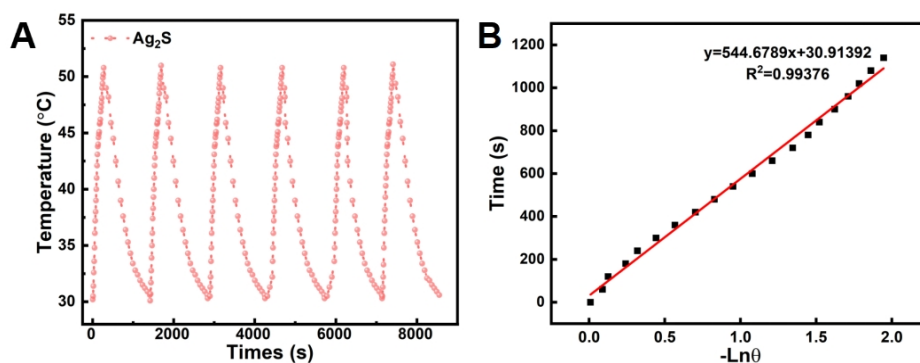 A
Ag₂S
Temperature (°C)
55
50
45
40
35
30
0 2000 4000 6000 8000
Times (s)
B
y=544.6789x+30.91392
R²=0.99376
Time (s)
1200
1000
800
600
400
200
0
0.0 0.5 1.0 1.5 2.0
-Lnθ